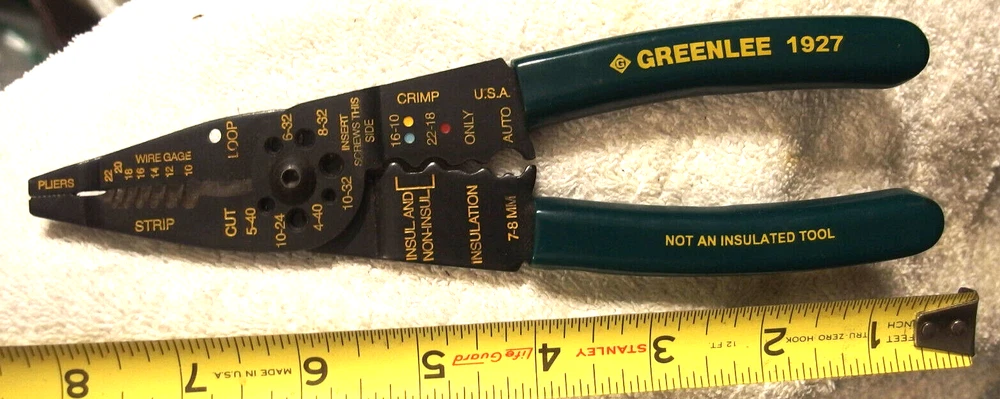 G GREENLEE 1927
NOT AN INSULATED TOOL
PLIERS
WIRE GAGE
22
20
18
16
14
12
10
STRIP
LOOP
CUT
6-32
8-32
10-32
4-40
10-24
5-40
INSERT
SCREWS THIS
SIDE
CRIMP
U.S.A.
16-10
22-18
ONLY
AUTO
INSUL AND
NON-INSUL
INSULATION
7-8 MM
8
7
MADE IN U.S.A.
6
5
Life Guard
4
STANLEY
3
12 FT
2
TRU-ZERO HOOK
1
INCH
FEET